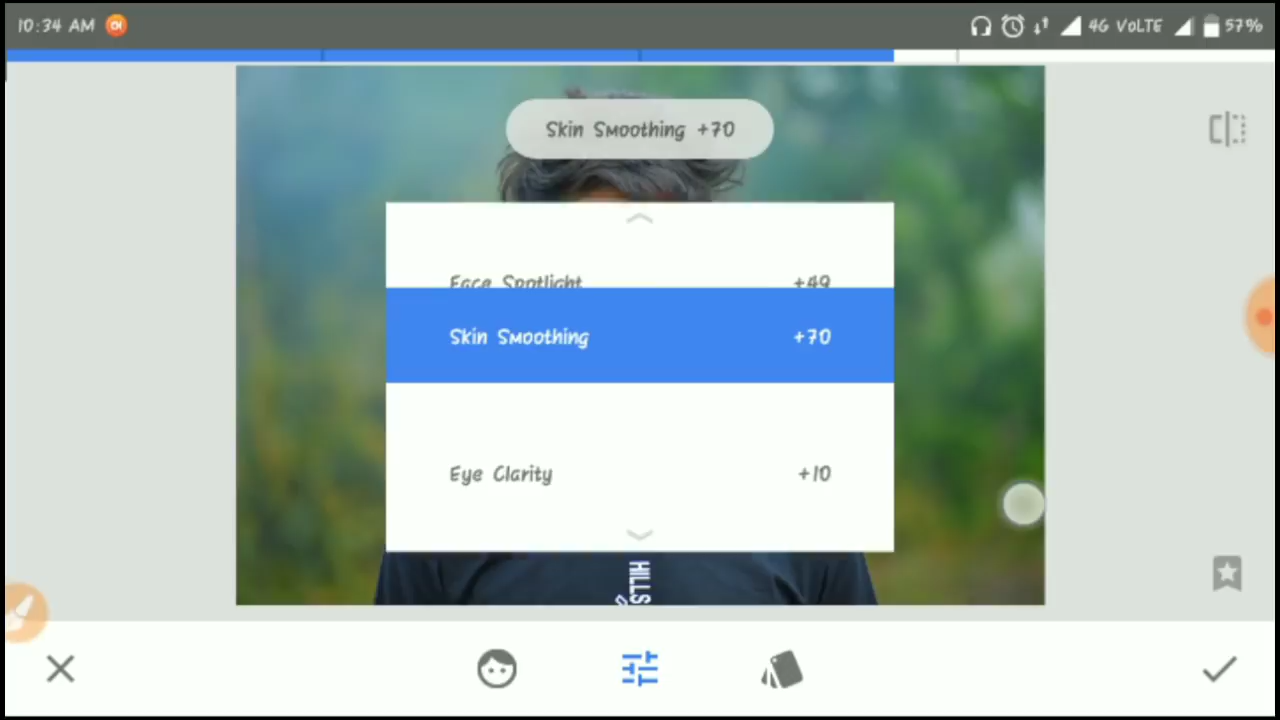 10:34 AM
4G VoLTE
57%
Skin Smoothing +70
Face Spotlight +49
Skin Smoothing +70
Eye Clarity +10
HILLS